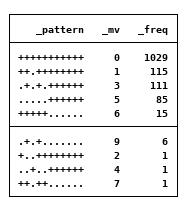 _pattern _mv _freq
+++++++++++ 0 1029
++.++++++++ 1 115
.+.+.++++++ 3 111
.....++++++ 5 85
+++++...... 6 15
.+.+....... 9 6
+..++++++++ 2 1
..+..++++++ 4 1
++.++...... 7 1